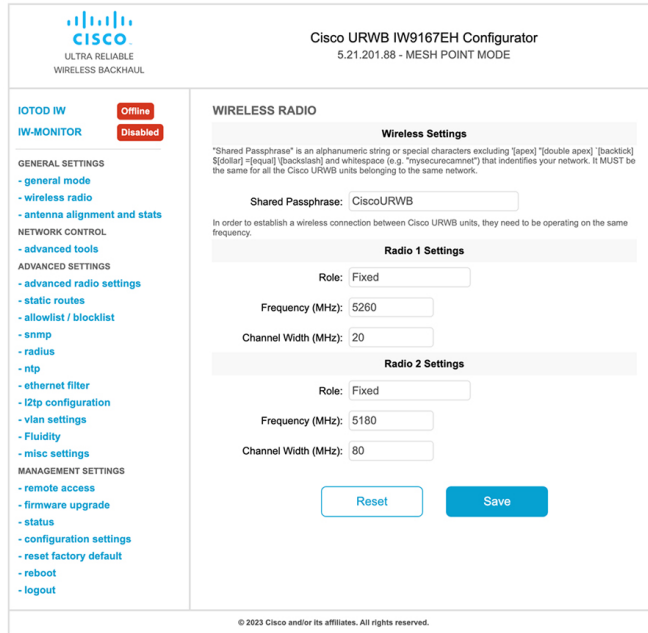 CISCO
ULTRA RELIABLE
WIRELESS BACKHAUL
Cisco URWB IW9167EH Configurator
5.21.201.88 - MESH POINT MODE
IOTOD IW Offline
IW-MONITOR Disabled
GENERAL SETTINGS
- general mode
- wireless radio
- antenna alignment and stats
NETWORK CONTROL
- advanced tools
ADVANCED SETTINGS
- advanced radio settings
- static routes
- allowlist / blocklist
- snmp
- radius
- ntp
- ethernet filter
- l2tp configuration
- vlan settings
- Fluidity
- misc settings
MANAGEMENT SETTINGS
- remote access
- firmware upgrade
- status
- configuration settings
- reset factory default
- reboot
- logout
WIRELESS RADIO
Wireless Settings
"Shared Passphrase" is an alphanumeric string or special characters excluding '[apex] "[double apex] `[backtick]
$[dollar] =[equal] \[backslash] and whitespace (e.g. "mysecurecamnet") that indentifies your network. It MUST be
the same for all the Cisco URWB units belonging to the same network.
Shared Passphrase: CiscoURWB
In order to establish a wireless connection between Cisco URWB units, they need to be operating on the same
frequency.
Radio 1 Settings
Role: Fixed
Frequency (MHz): 5260
Channel Width (MHz): 20
Radio 2 Settings
Role: Fixed
Frequency (MHz): 5180
Channel Width (MHz): 80
Reset Save
© 2023 Cisco and/or its affiliates. All rights reserved.